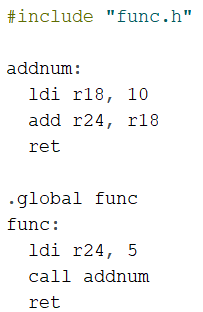 #include "func.h"
addnum:
ldi r18, 10
add r24, r18
ret
.global func
func:
ldi r24, 5
call addnum
ret